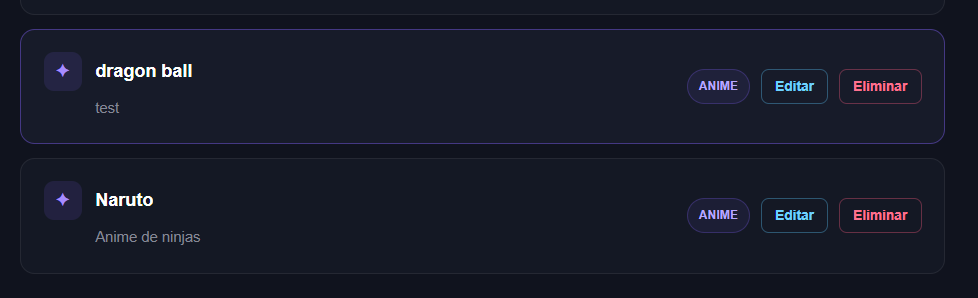 dragon ball
test
ANIME
Editar
Eliminar
Naruto
Anime de ninjas
ANIME
Editar
Eliminar